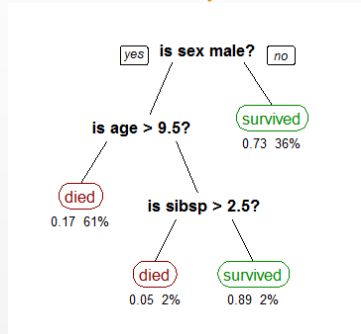 yes is sex male? no
is age > 9.5?
survived
0.73 36%
died
0.17 61%
is sibsp > 2.5?
died survived
0.05 2% 0.89 2%